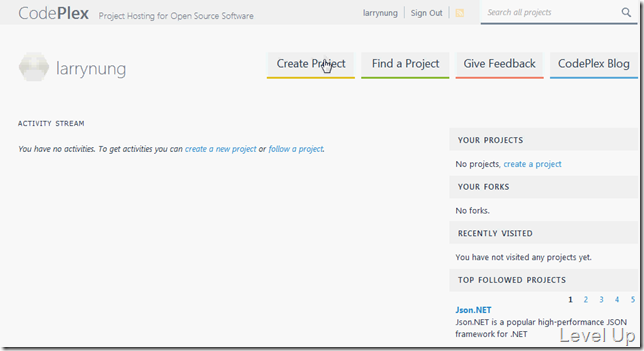 CodePlex Project Hosting for Open Source Software
larrynung Sign Out
Search all projects
larrynung
Create Project Find a Project Give Feedback CodePlex Blog
ACTIVITY STREAM
You have no activities. To get activities you can create a new project or follow a project.
YOUR PROJECTS
No projects, create a project
YOUR FORKS
No forks.
RECENTLY VISITED
You have not visited any projects yet.
TOP FOLLOWED PROJECTS
1 2 3 4 5
Json.NET
Json.NET is a popular high-performance JSON
framework for .NET
Level Up